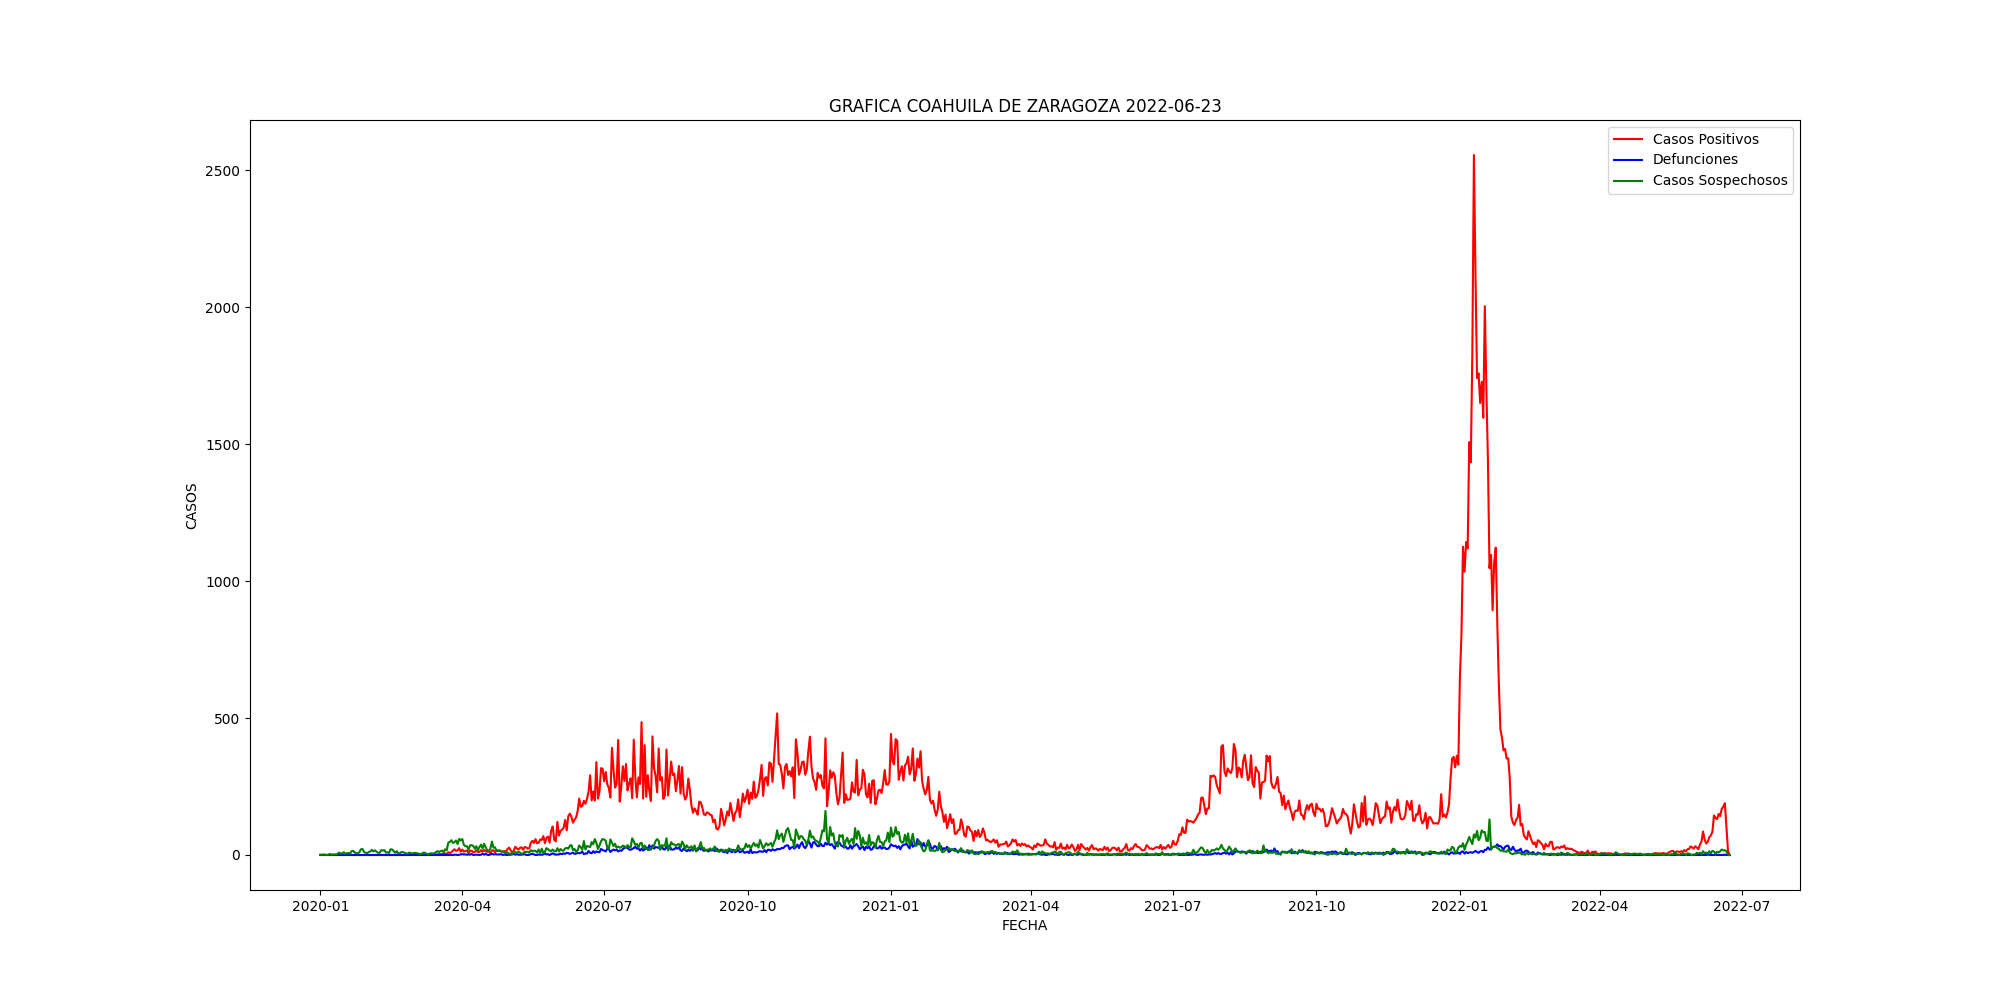 GRAFICA COAHUILA DE ZARAGOZA 2022-06-23
Casos Positivos
Defunciones
Casos Sospechosos
2500
2000
1500
1000
500
0
CASOS
2020-01 2020-04 2020-07 2020-10 2021-01 2021-04 2021-07 2021-10 2022-01 2022-04 2022-07
FECHA